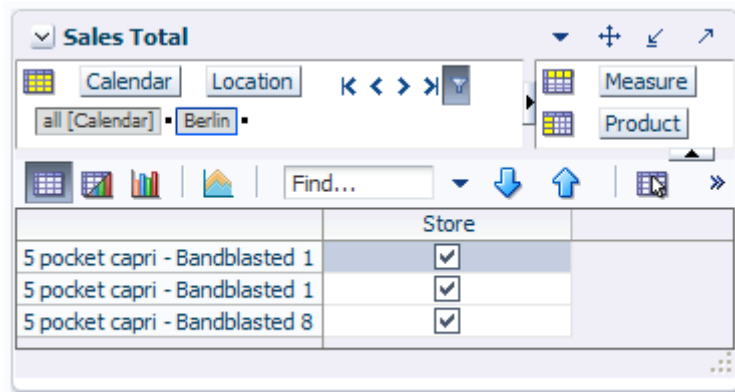 Sales Total
Calendar Location
Measure
all [Calendar] Berlin
Product
Find...
Store
5 pocket capri - Bandblasted 1
5 pocket capri - Bandblasted 1
5 pocket capri - Bandblasted 8